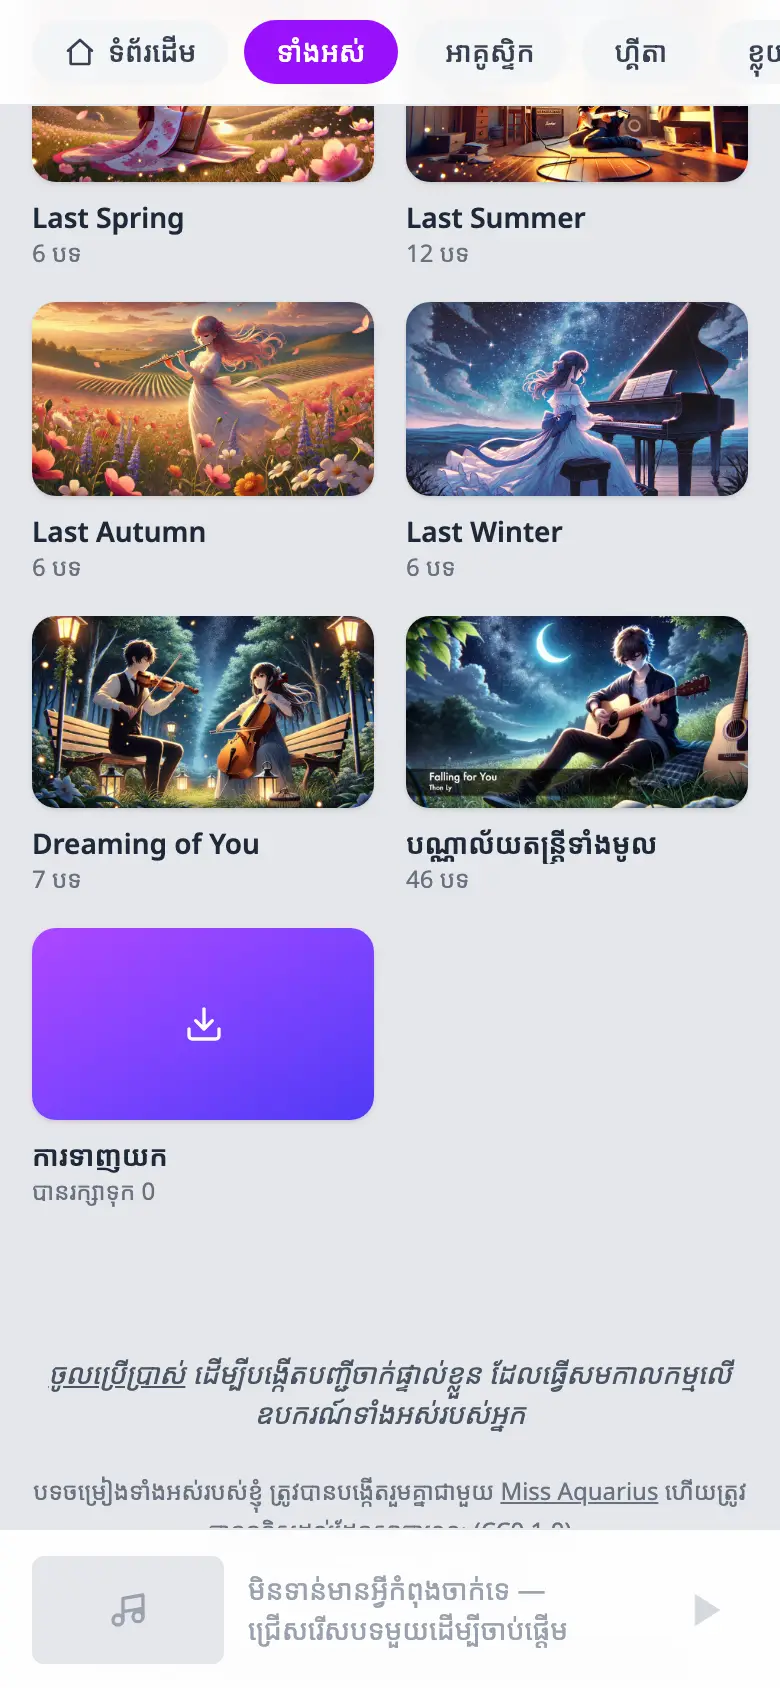 ទំព័រដើម
ទាំងអស់
អាគូស្ទិក
ហ្គីតា
Last Spring
6 បទ
Last Summer
12 បទ
Last Autumn
6 បទ
Last Winter
6 បទ
Falling for You
Than Ly
Dreaming of You
7 បទ
បណ្ណាល័យតន្ត្រីទាំងមូល
46 បទ
ការទាញយក
បានរក្សាទុក 0
ចូលប្រើប្រាស់ ដើម្បីបង្កើតបញ្ជីចាក់ផ្ទាល់ខ្លួន ដែលធ្វើសមកាលកម្មលើ
ឧបករណ៍ទាំងអស់របស់អ្នក
បទចម្រៀងទាំងអស់របស់ខ្ញុំ ត្រូវបានបង្កើតរួមគ្នាជាមួយ Miss Aquarius ហើយត្រូវ
មិនទាន់មានអ្វីកំពុងចាក់ទេ —
ជ្រើសរើសបទមួយដើម្បីចាប់ផ្តើម